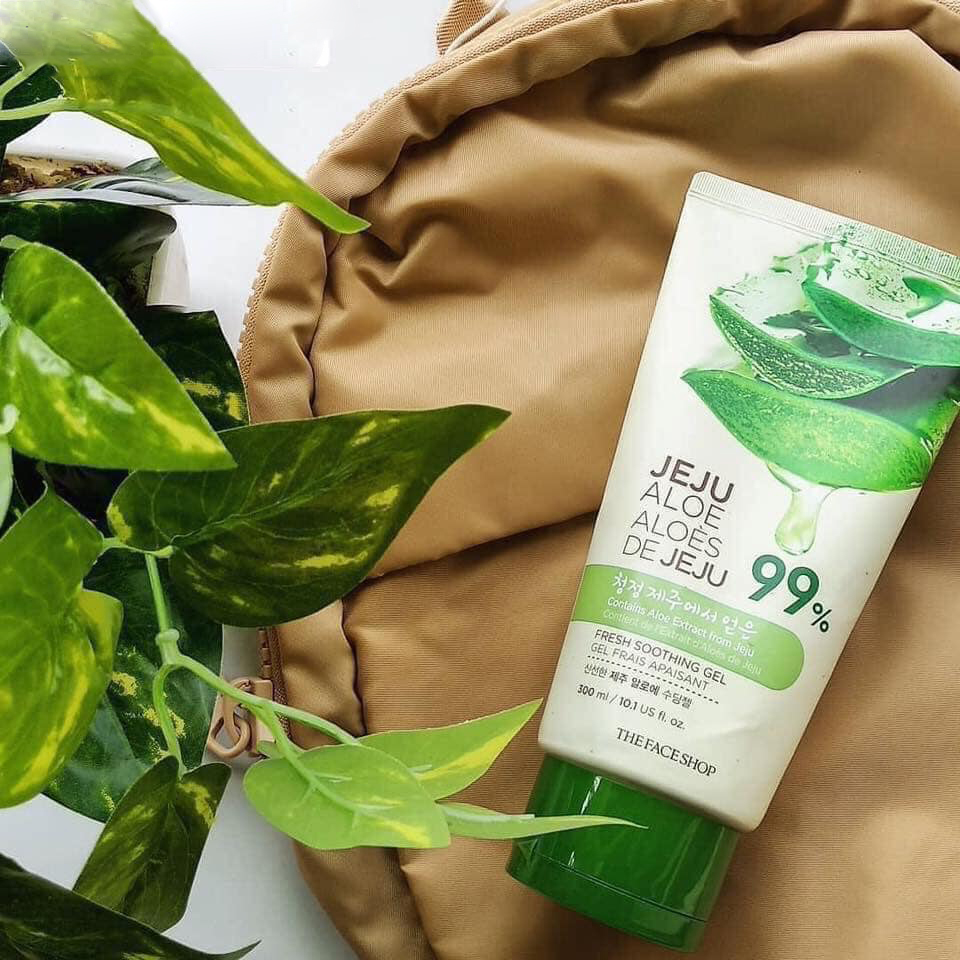 JEJU
ALOE
ALOÈS
DE JEJU
99%
청정 제주에서 얻은
Contains Aloe Extract from Jeju
Contient de l'Extrait d'Aloès de Jeju
FRESH SOOTHING GEL
GEL FRAIS APAISANT
신선한 제주 알로에 수딩젤
300 ml / 10.1 US fl. oz.
THE FACE SHOP